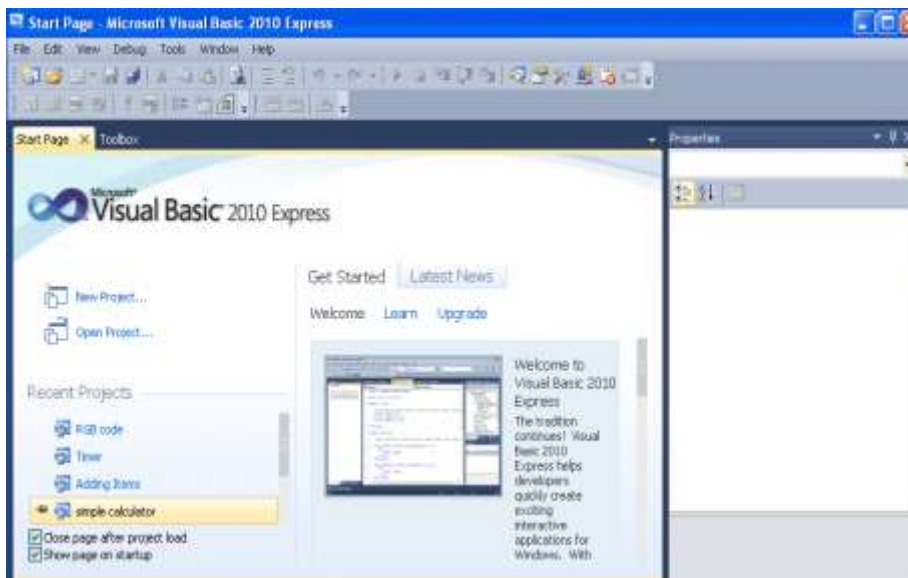 Start Page - Microsoft Visual Basic 2010 Express
File Edit View Debug Tools Window Help
Start Page Toolbox
Properties
Microsoft
Visual Basic 2010 Express
New Project...
Open Project...
Recent Projects
RGB code
Timer
Adding Items
simple calculator
Close page after project load
Show page on startup
Get Started Latest News
Welcome Learn Upgrade
Welcome to
Visual Basic 2010
Express
The tradition
continues! Visual
Basic 2010
Express helps
developers
quickly create
exciting
interactive
applications for
Windows. With